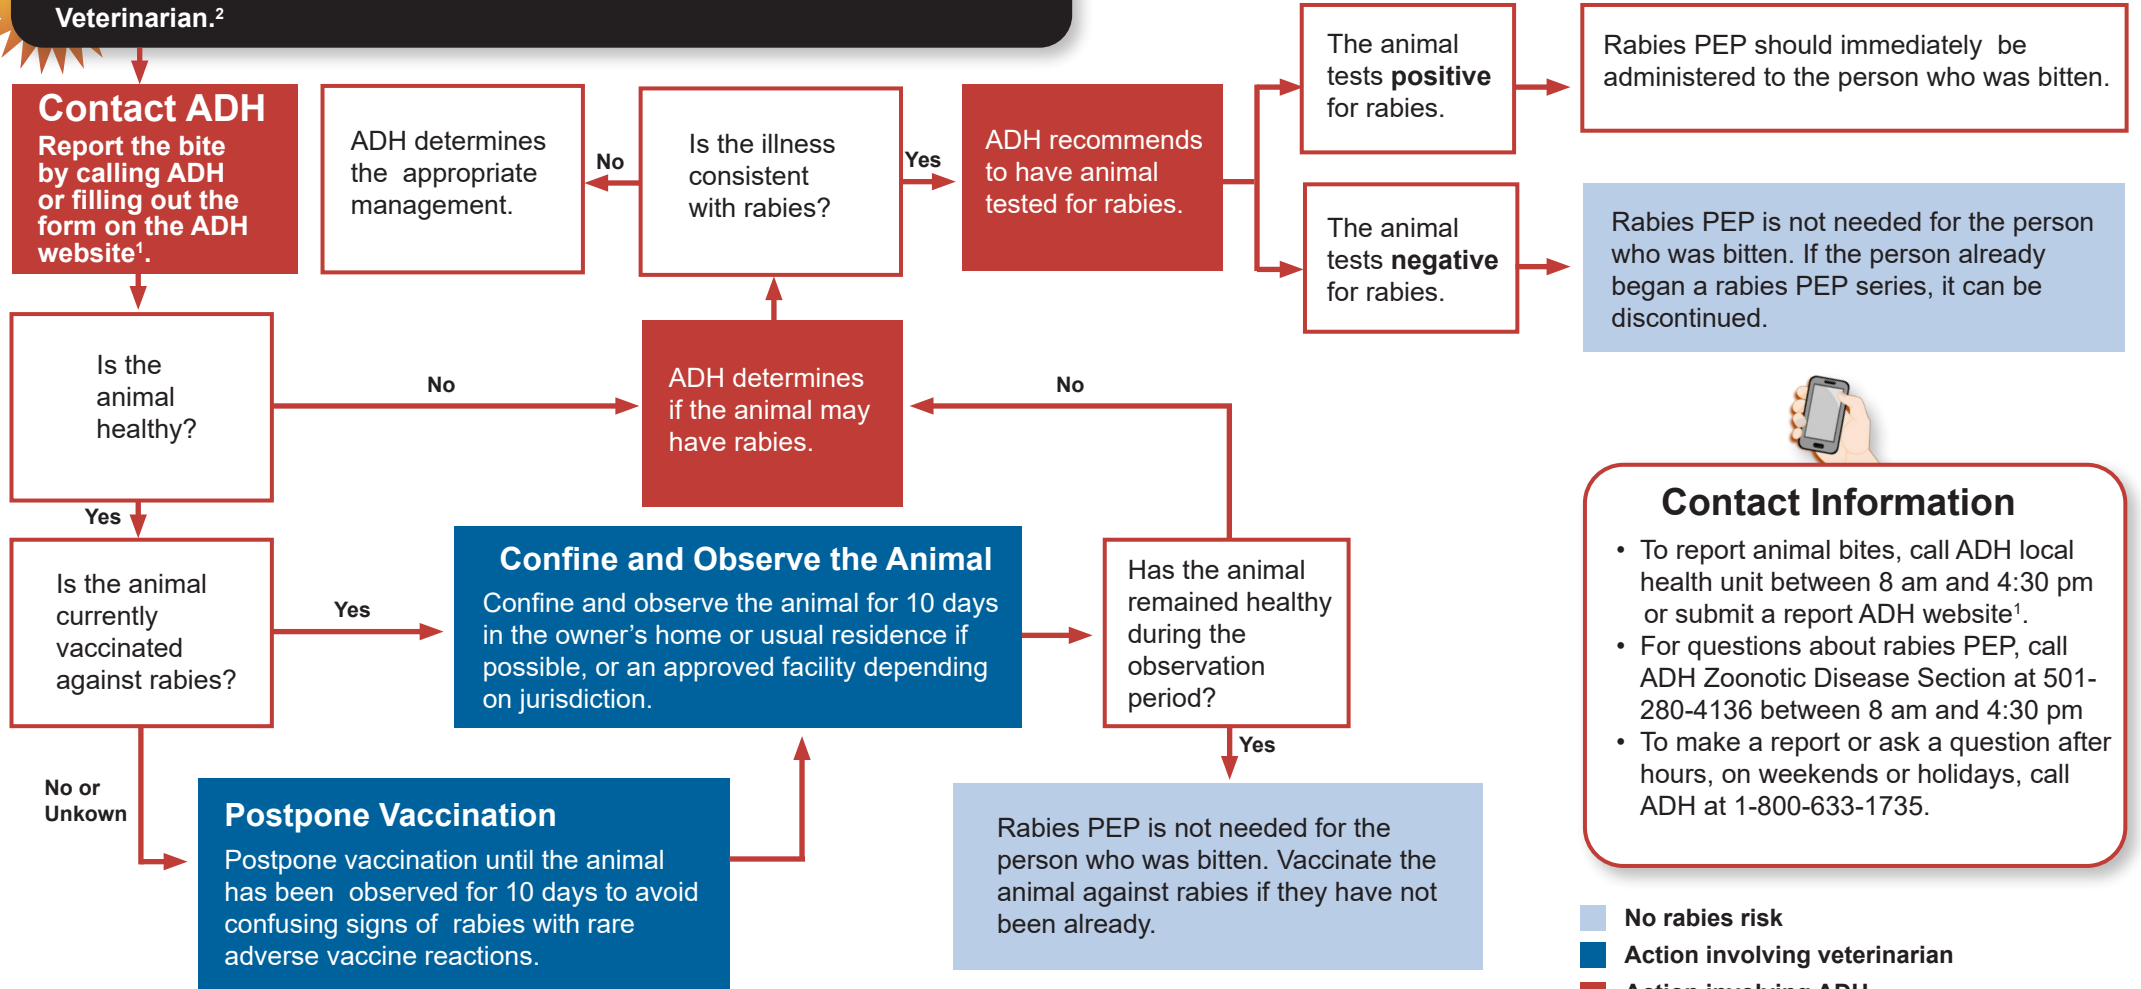 Veterinarian.²
Contact ADH
Report the bite
by calling ADH
or filling out the
form on the ADH
website¹.
ADH determines
the appropriate
management.
No
Is the illness
consistent
with rabies?
Yes
ADH recommends
to have animal
tested for rabies.
The animal
tests positive
for rabies.
Rabies PEP should immediately be
administered to the person who was bitten.
The animal
tests negative
for rabies.
Rabies PEP is not needed for the person
who was bitten. If the person already
began a rabies PEP series, it can be
discontinued.
Is the
animal
healthy?
No
ADH determines
if the animal may
have rabies.
No
Yes
Is the animal
currently
vaccinated
against rabies?
Yes
Confine and Observe the Animal
Confine and observe the animal for 10 days
in the owner’s home or usual residence if
possible, or an approved facility depending
on jurisdiction.
Has the animal
remained healthy
during the
observation
period?
Yes
No or
Unkown
Postpone Vaccination
Postpone vaccination until the animal
has been observed for 10 days to avoid
confusing signs of rabies with rare
adverse vaccine reactions.
Rabies PEP is not needed for the
person who was bitten. Vaccinate the
animal against rabies if they have not
been already.
Contact Information
• To report animal bites, call ADH local
health unit between 8 am and 4:30 pm
or submit a report ADH website¹.
• For questions about rabies PEP, call
ADH Zoonotic Disease Section at 501-
280-4136 between 8 am and 4:30 pm
• To make a report or ask a question after
hours, on weekends or holidays, call
ADH at 1-800-633-1735.
No rabies risk
Action involving veterinarian
Action involving ADH